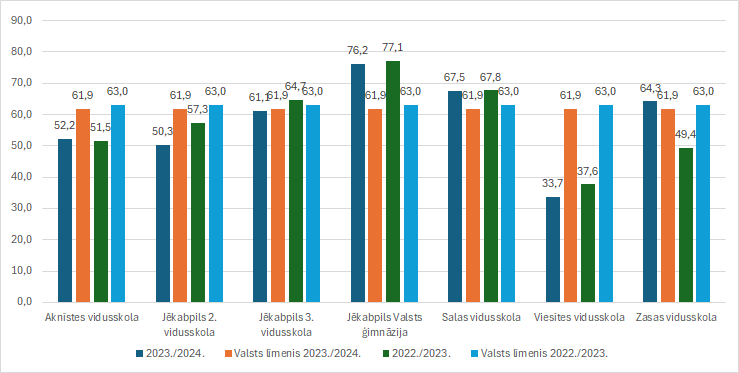 90,0
80,0
70,0
60,0
50,0
40,0
30,0
20,0
10,0
0,0
52,2 61,9 51,5 63,0
50,3 61,9 57,3 63,0
61,1 61,9 64,7 63,0
76,2 61,9 77,1 63,0
67,5 61,9 67,8 63,0
33,7 61,9 37,6 63,0
64,3 61,9 49,4 63,0
Aknīstes vidusskola
Jēkabpils 2.
vidusskola
Jēkabpils 3.
vidusskola
Jēkabpils Valsts
ģimnāzija
Salas vidusskola
Viesītes vidusskola
Zasas vidusskola
2023./2024.
Valsts līmenis 2023./2024.
2022./2023.
Valsts līmenis 2022./2023.